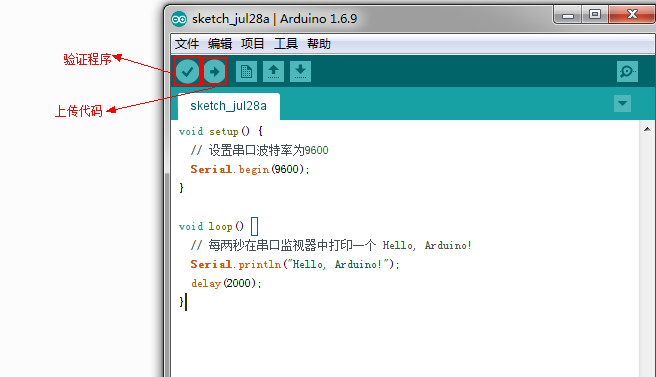 sketch_jul28a | Arduino 1.6.9
文件 编辑 项目 工具 帮助
验证程序
上传代码
sketch_jul28a
void setup() {
// 设置串口波特率为9600
Serial.begin(9600);
}
void loop() 
// 每两秒在串口监视器中打印一个 Hello, Arduino!
Serial.println("Hello, Arduino!");
delay(2000);
}